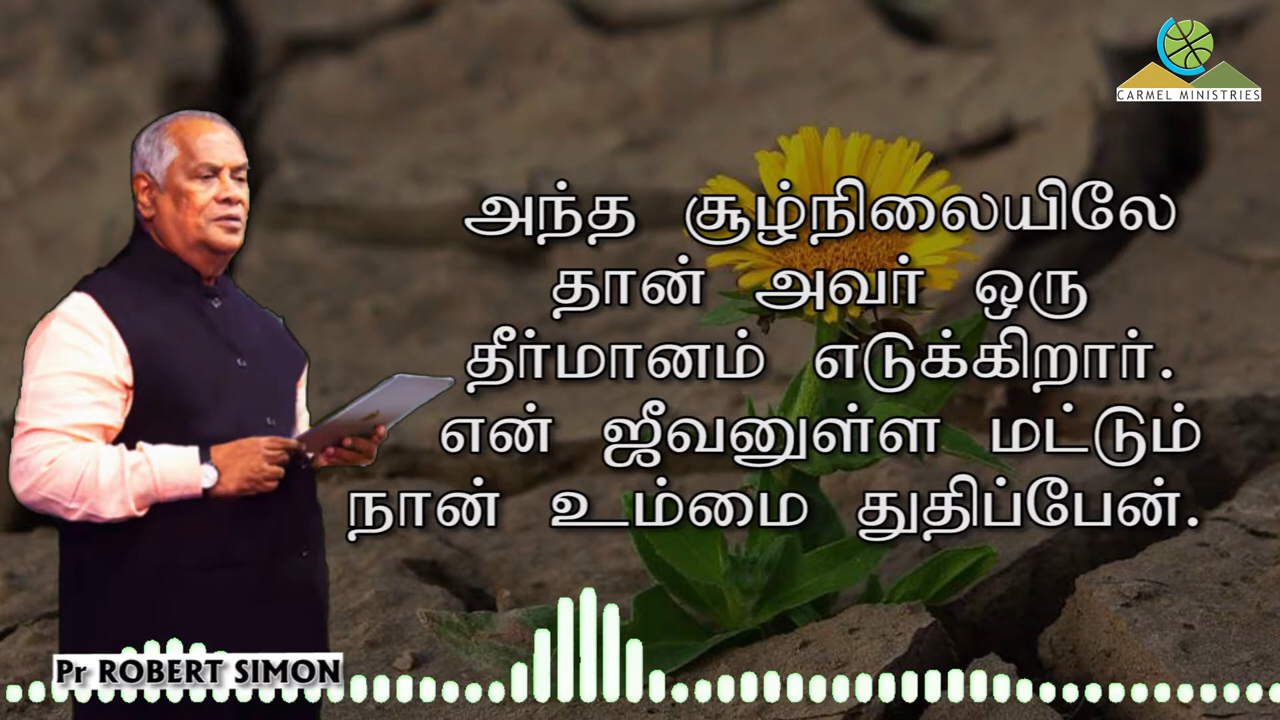 CARMEL MINISTRIES
அந்த சூழ்நிலையிலே
தான் அவர் ஒரு
தீர்மானம் எடுக்கிறார்.
என் ஜீவனுள்ள மட்டும்
நான் உம்மை துதிப்பேன்.
Pr ROBERT SIMON